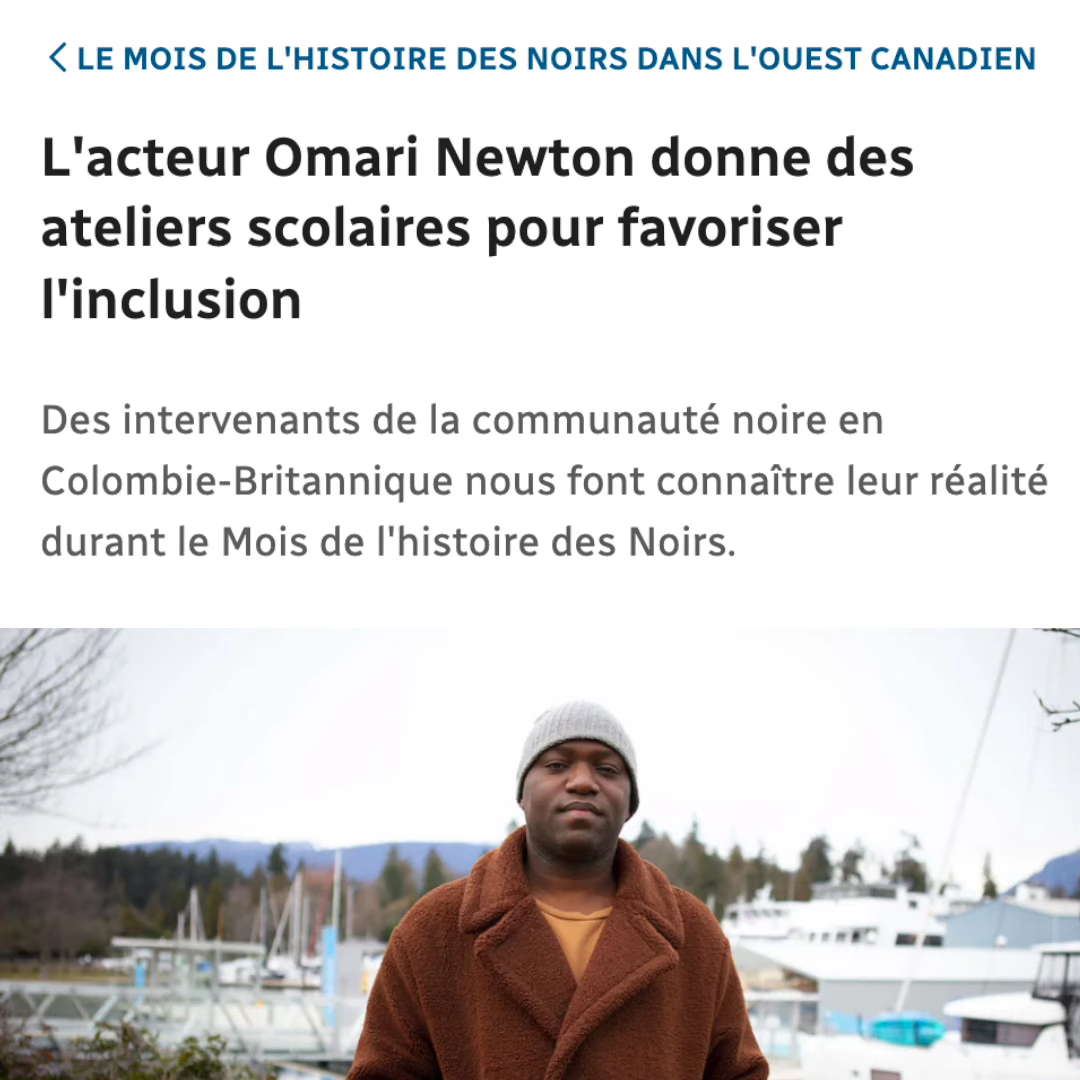 LE MOIS DE L'HISTOIRE DES NOIRS DANS L'OUEST CANADIEN
L'acteur Omari Newton donne des
ateliers scolaires pour favoriser
l'inclusion
Des intervenants de la communauté noire en
Colombie-Britannique nous font connaître leur réalité
durant le Mois de l'histoire des Noirs.